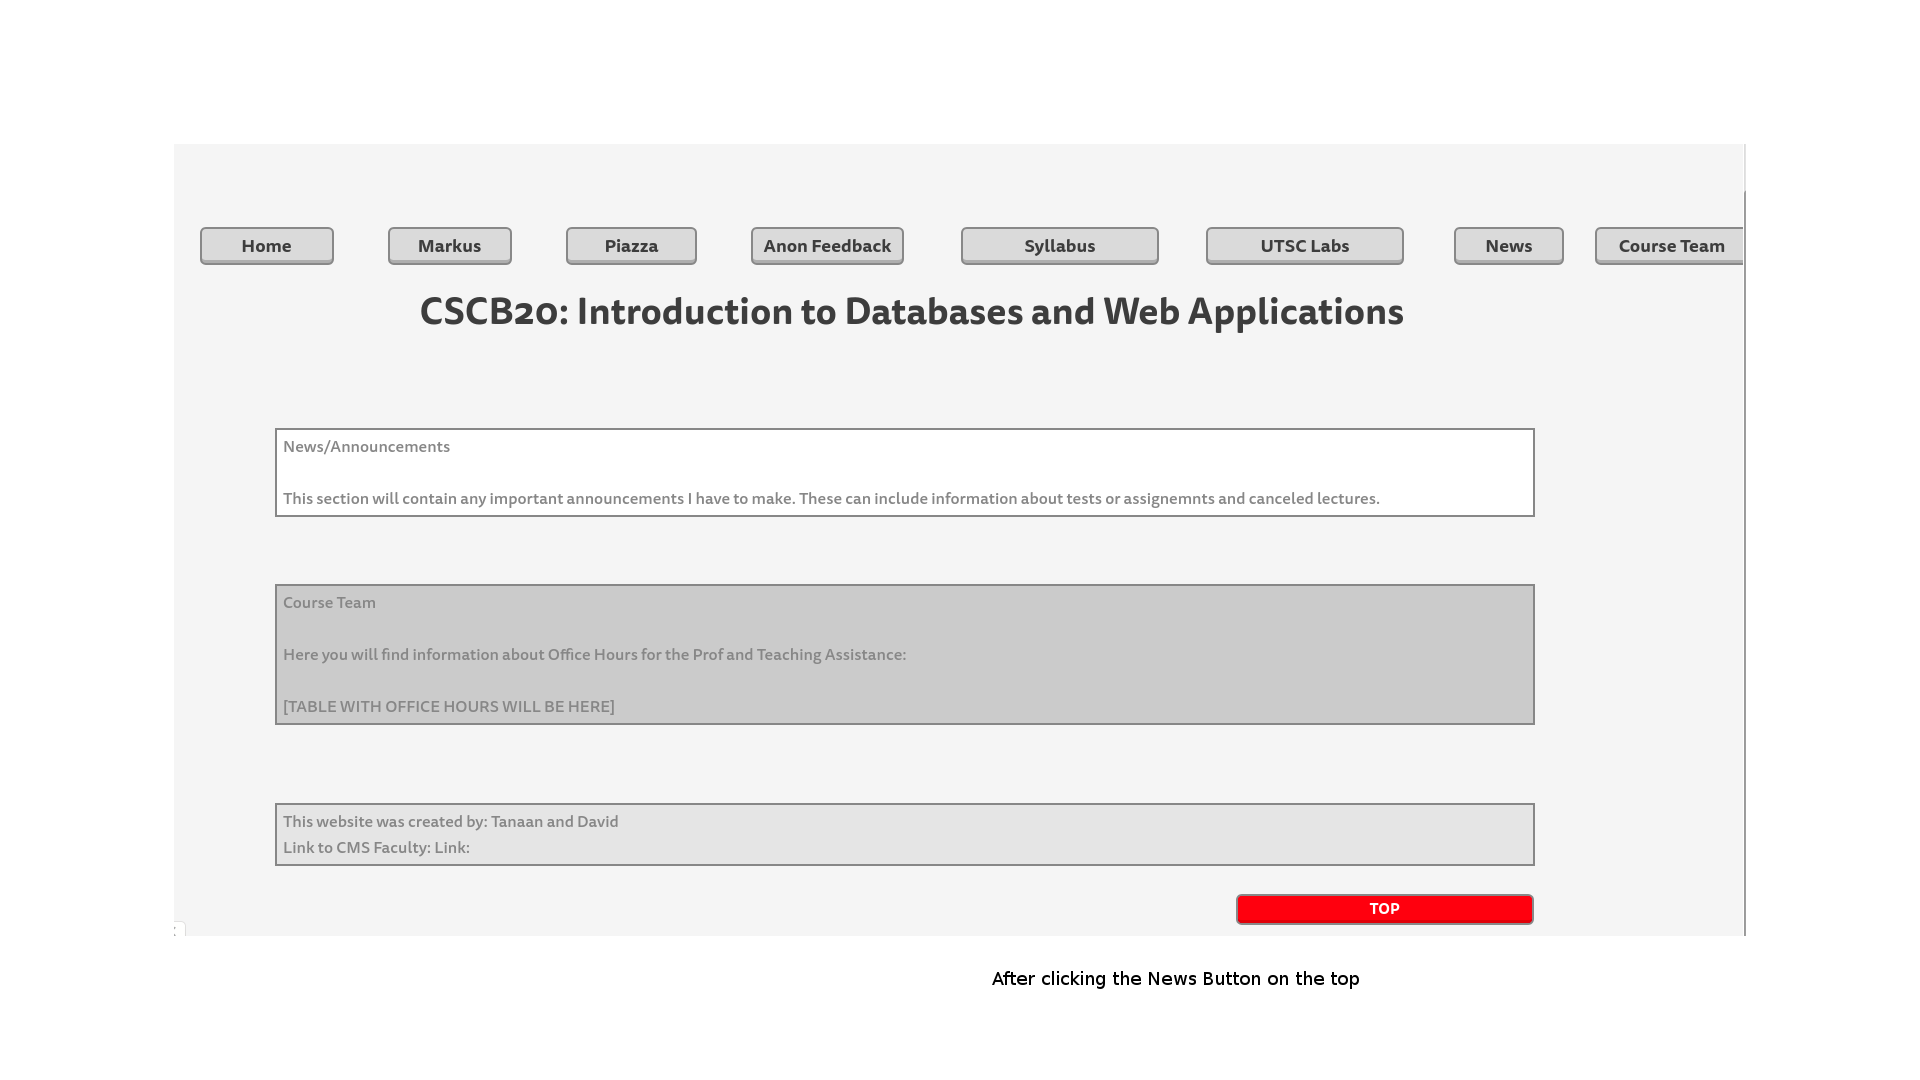 Home Markus Piazza Anon Feedback Syllabus UTSC Labs News Course Team
CSCB20: Introduction to Databases and Web Applications
News/Announcements
This section will contain any important announcements I have to make. These can include information about tests or assignemnts and canceled lectures.
Course Team
Here you will find information about Office Hours for the Prof and Teaching Assistance:
[TABLE WITH OFFICE HOURS WILL BE HERE]
This website was created by: Tanaan and David
Link to CMS Faculty: Link:
TOP
After clicking the News Button on the top